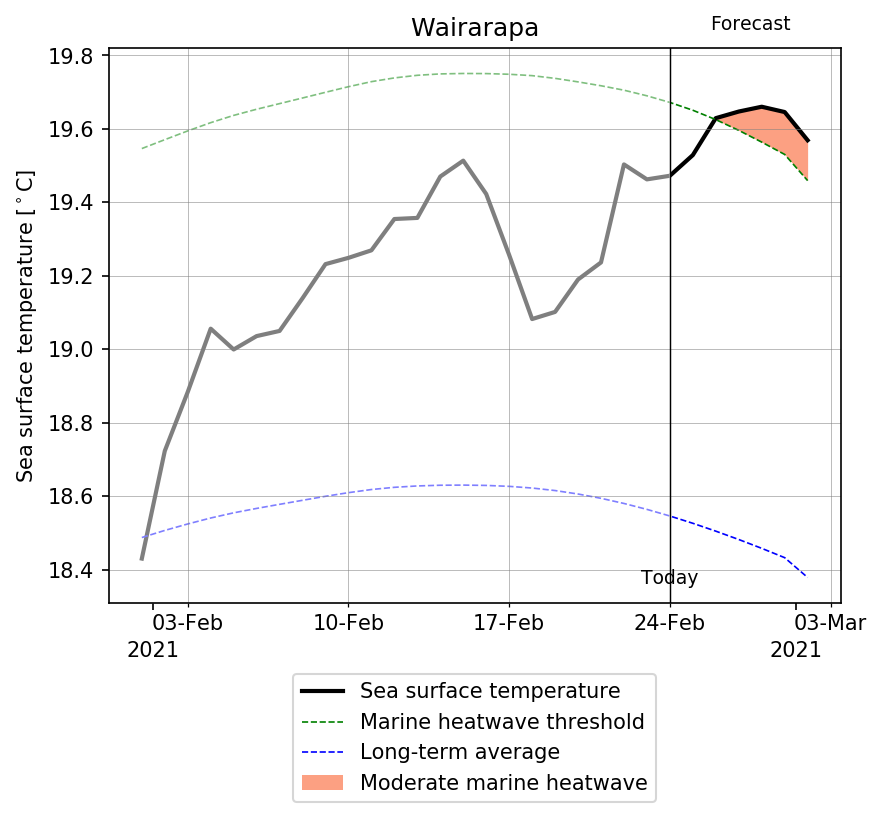 Wairarapa
Forecast
Sea surface temperature [°C]
19.8
19.6
19.4
19.2
19.0
18.8
18.6
18.4
Today
03-Feb 10-Feb 17-Feb 24-Feb 03-Mar
2021 2021
Sea surface temperature
Marine heatwave threshold
Long-term average
Moderate marine heatwave